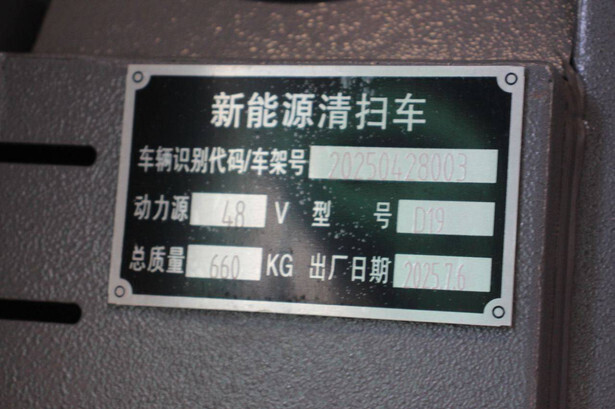 新能源清扫车
车辆识别代码/车架号 20250428003
动力源 48 V 型 号 D19
总质量 660 KG 出厂日期 2025.7.6